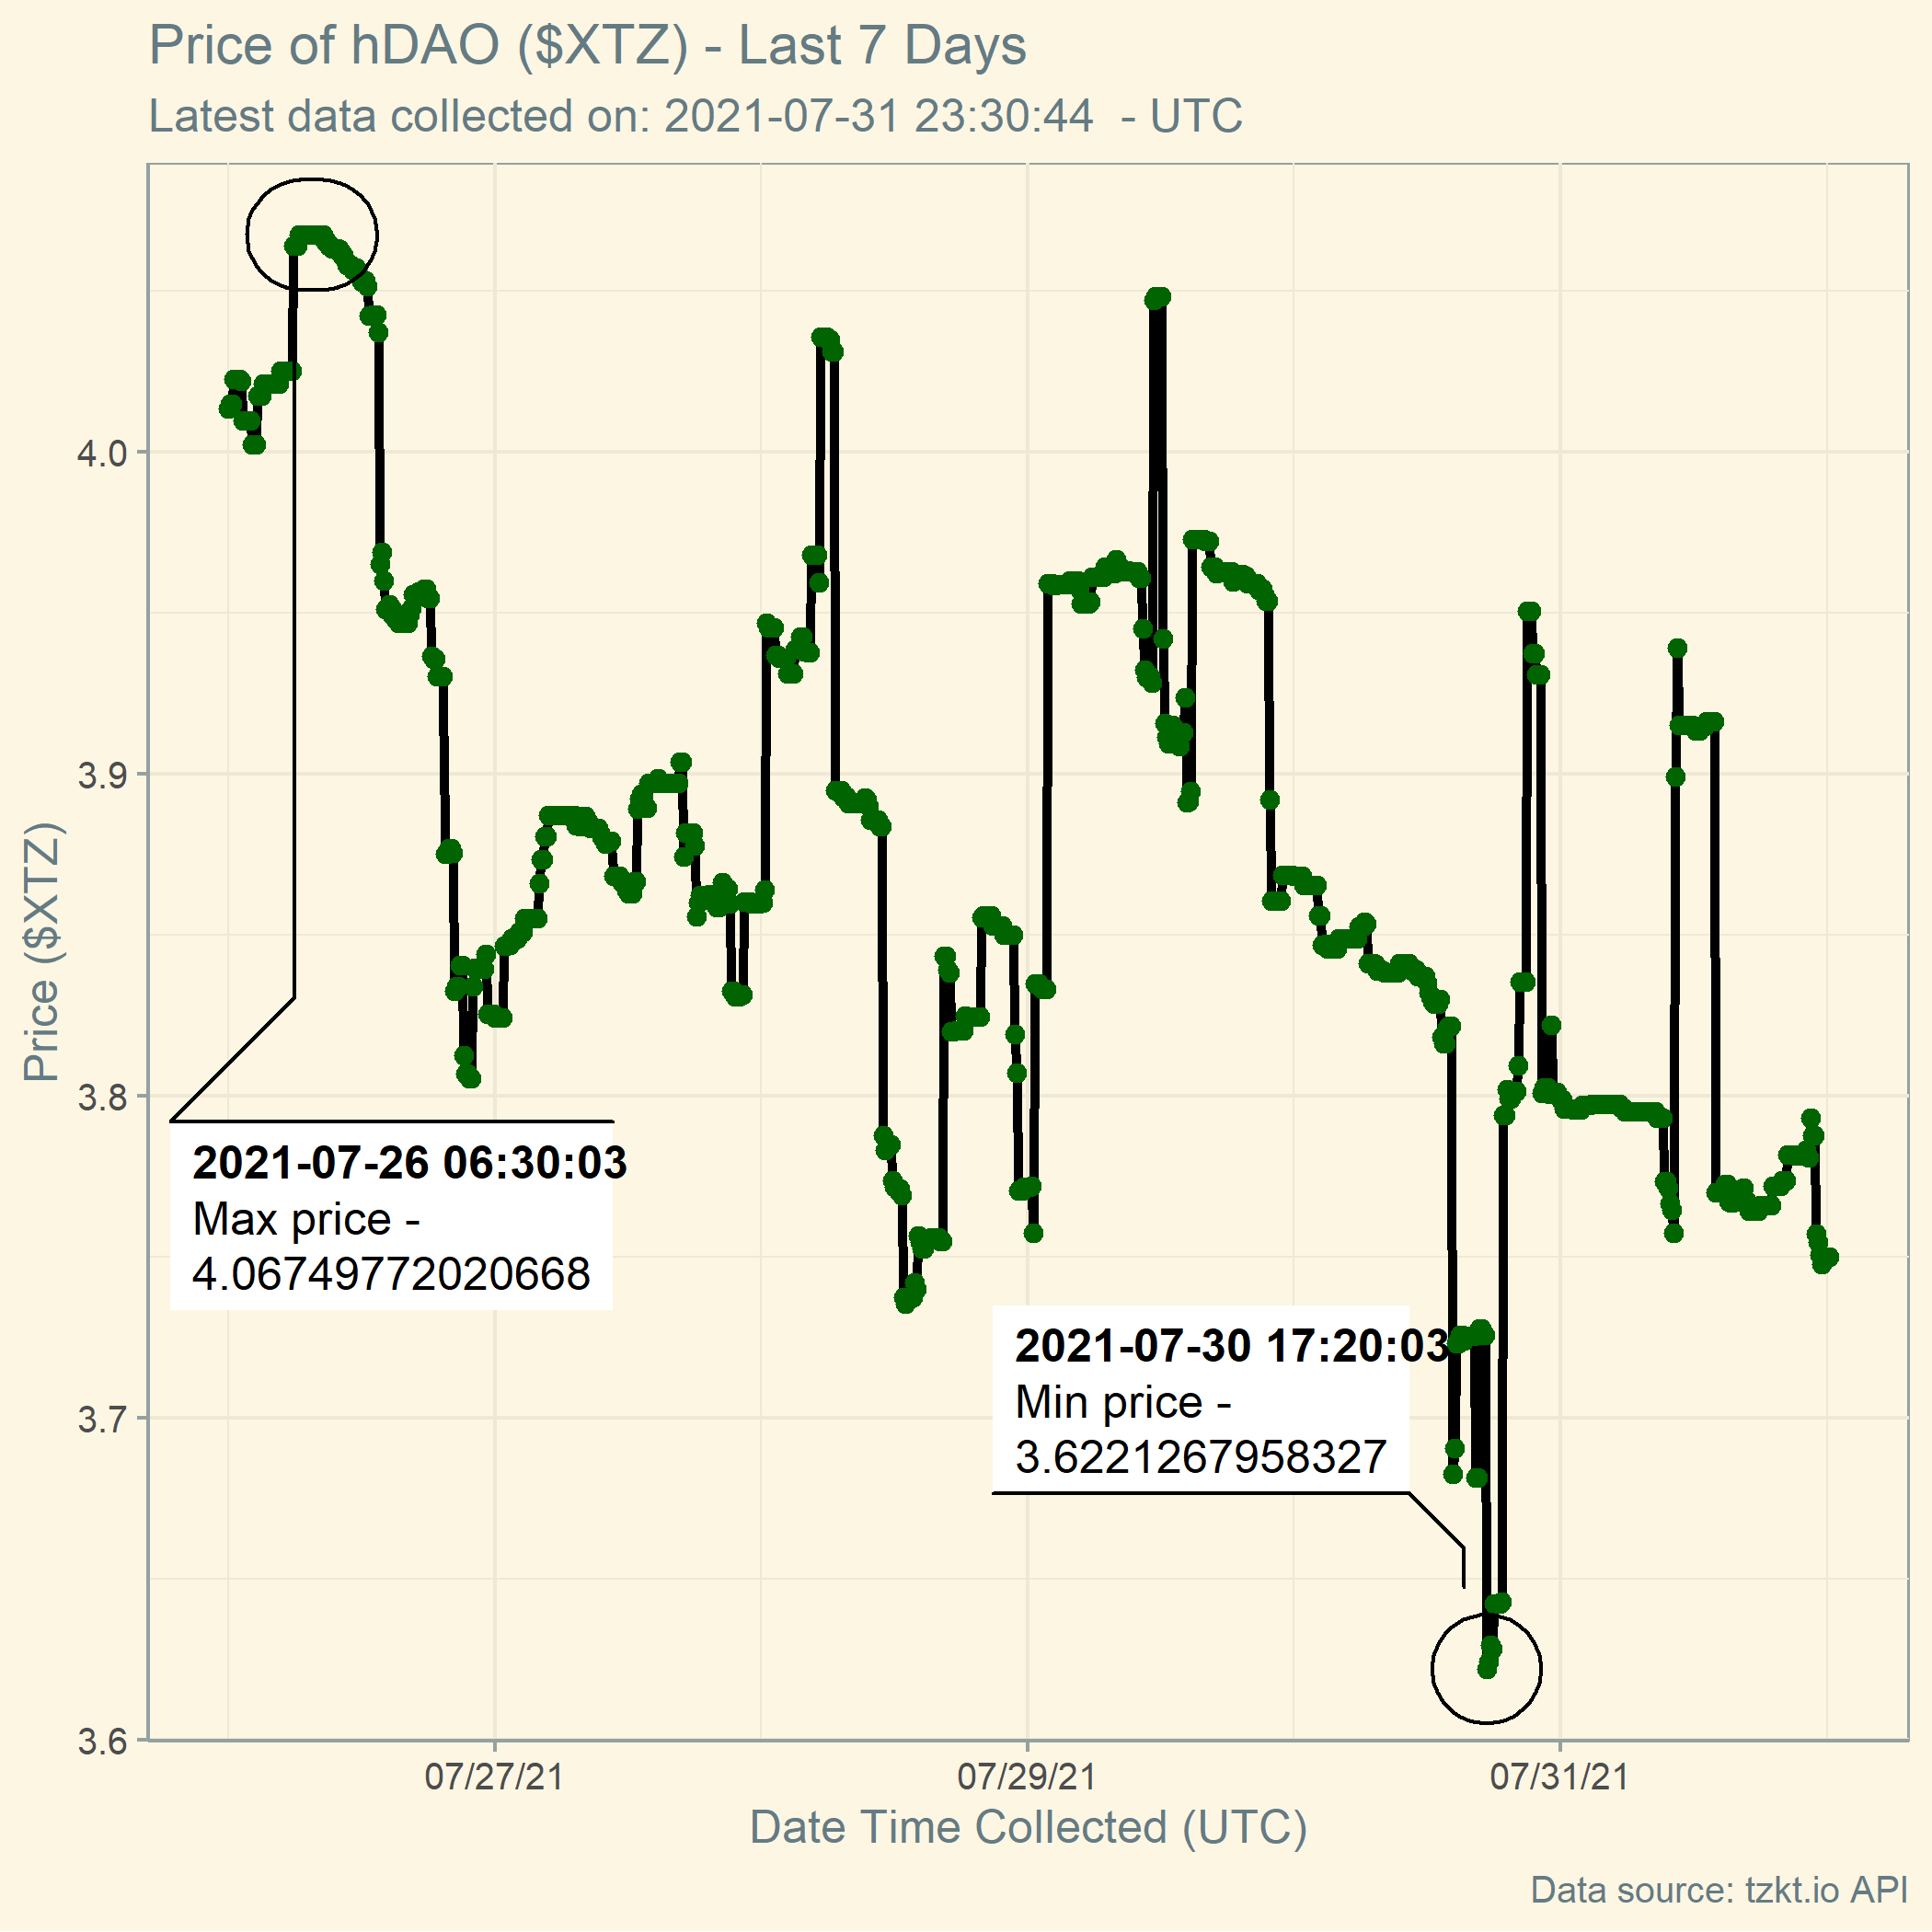 Price of hDAO ($XTZ) - Last 7 Days
Latest data collected on: 2021-07-31 23:30:44  - UTC
Price ($XTZ)
4.0
3.9
3.8
3.7
3.6
2021-07-26 06:30:03
Max price -
4.06749772020668
2021-07-30 17:20:03
Min price -
3.6221267958327
07/27/21
07/29/21
07/31/21
Date Time Collected (UTC)
Data source: tzkt.io API